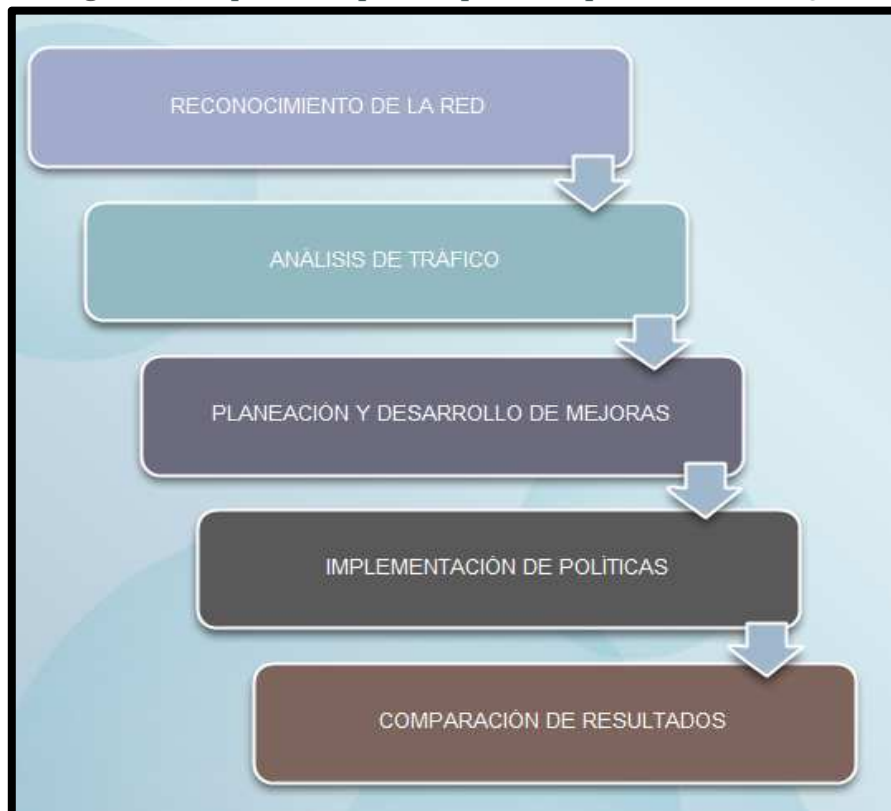 RECONOCIMIENTO DE LA RED
ANÁLISIS DE TRÁFICO
PLANEACIÓN Y DESARROLLO DE MEJORAS
IMPLEMENTACIÓN DE POLÍTICAS
COMPARACIÓN DE RESULTADOS